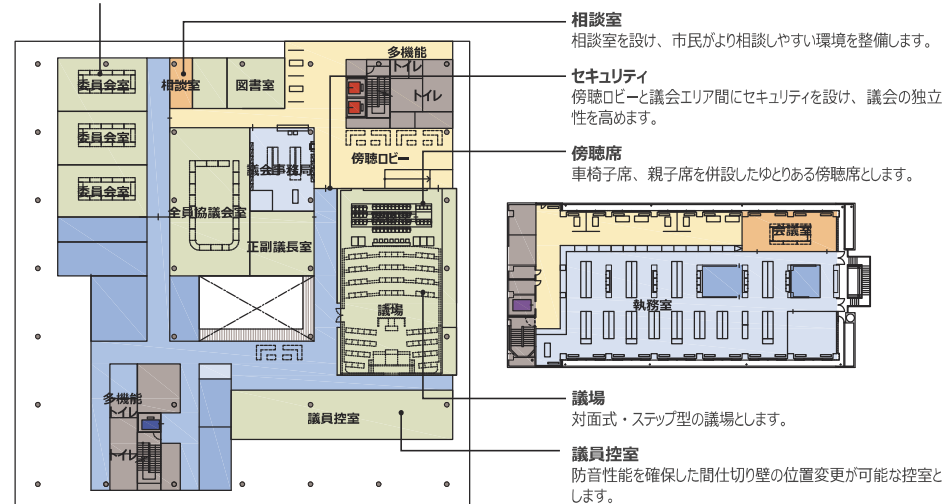 相談室
相談室を設け、市民がより相談しやすい環境を整備します。
セキュリティ
傍聴ロビーと議会エリア間にセキュリティを設け、議会の独立
性を高めます。
傍聴席
車椅子席、親子席を併設したゆとりある傍聴席とします。
議場
対面式・ステップ型の議場とします。
議員控室
防音性能を確保した間仕切り壁の位置変更が可能な控室と
します。
委員会室
相談室
図書室
多機能
トイレ
トイレ
委員会室
傍聴ロビー
議会事務局
委員会室
全員協議会室
正副議長室
議場
多機能
トイレ
トイレ
議員控室
会議室
執務室